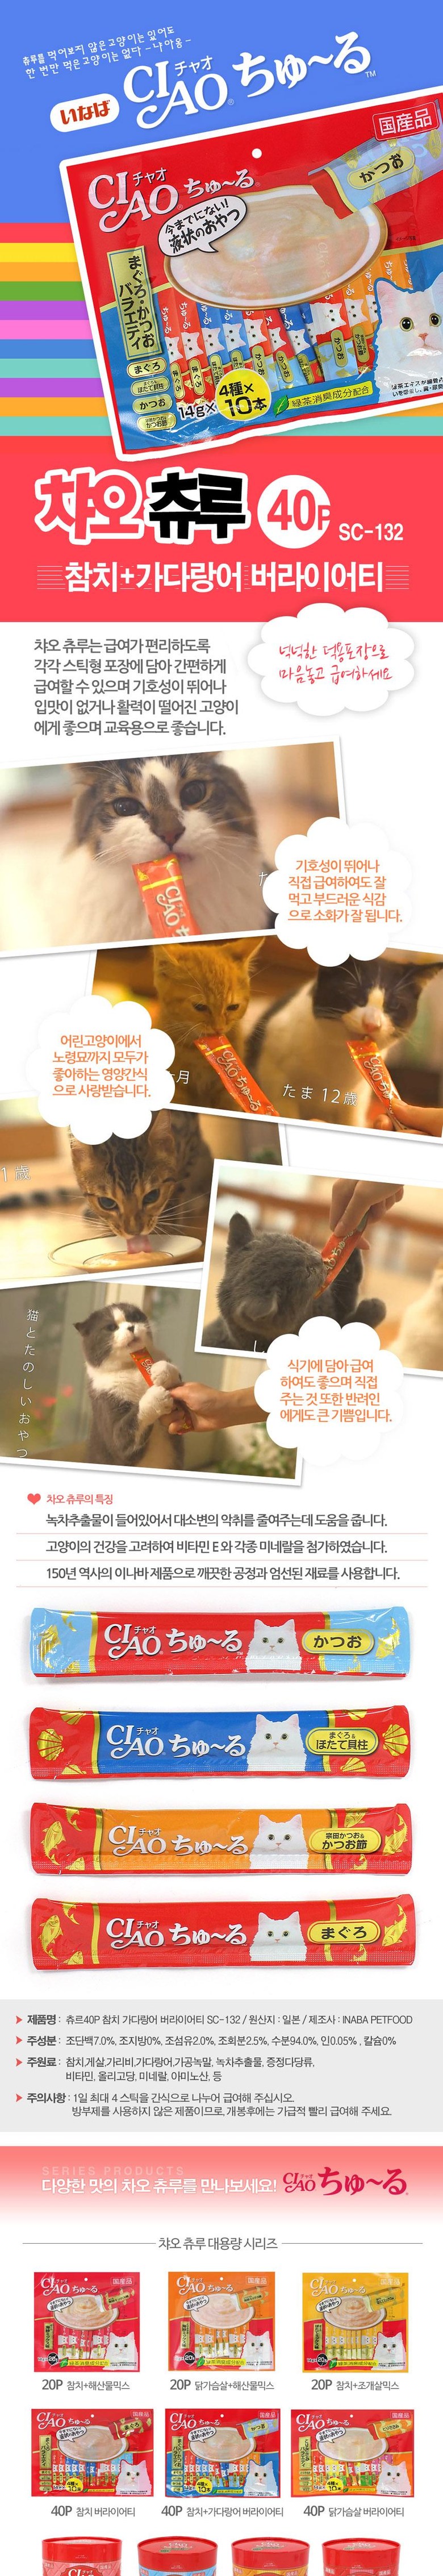 츄루를 먹어보지 않은 고양이는 있어도
한 번만 먹은 고양이는 없다 - 나 야옹 -
いなば
CIAO チャオ ちゅ~る TM
国産品
かつお
CIAO チャオ ちゅ~る
今までにない!
液状のおやつ
まぐろ・かつお
バラエティ
まぐろ
かつお
14g×4種×10本
緑茶消臭成分配合
챠오 츄루 40P SC-132
참치+가다랑어 버라이어티
챠오 츄루는 급여가 편리하도록
각각 스틱형 포장에 담아 간편하게
급여할 수 있으며 기호성이 뛰어나
입맛이 없거나 활력이 떨어진 고양이
에게 좋으며 교육용으로 좋습니다.
넉넉한 덕용포장으로
마음놓고 급여하세요
기호성이 뛰어나
직접 급여하여도 잘
먹고 부드러운 식감
으로 소화가 잘 됩니다.
어린고양이에서
노령묘까지 모두가
좋아하는 영양간식
으로 사랑받습니다.
月
たま 12歳
1歳
猫とたのしいおやつ
식기에 담아 급여
하여도 좋으며 직접
주는 것 또한 반려인
에게도 큰 기쁨입니다.
챠오 츄루의 특징
녹차추출물이 들어있어서 대소변의 악취를 줄여주는데 도움을 줍니다.
고양이의 건강을 고려하여 비타민 E 와 각종 미네랄을 첨가하였습니다.
150년 역사의 이나바 제품으로 깨끗한 공정과 엄선된 재료를 사용합니다.
CIAO チャオ ちゅ~る かつお
CIAO チャオ ちゅ~る まぐろ&ほたて貝柱
CIAO チャオ ちゅ~る 宗田かつお&かつお節
CIAO チャオ ちゅ~る まぐろ
제품명 : 츄르40P 참치 가다랑어 버라이어티 SC-132 / 원산지 : 일본 / 제조사 : INABA PETFOOD
주성분 : 조단백7.0%, 조지방0%, 조섬유2.0%, 조회분2.5%, 수분94.0%, 인0.05% , 칼슘0%
주원료 : 참치,게살,가리비,가다랑어,가공녹말, 녹차추출물, 증정다당류,
비타민, 올리고당, 미네랄, 아미노산, 등
주의사항 : 1일 최대 4 스틱을 간식으로 나누어 급여해 주십시오.
방부제를 사용하지 않은 제품이므로, 개봉후에는 가급적 빨리 급여해 주세요.
SERIES PRODUCTS
다양한 맛의 챠오 츄루를 만나보세요! CIAO チャオ ちゅ~る
챠오 츄루 대용량 시리즈
20P 참치+해산물믹스
20P 닭가슴살+해산물믹스
20P 참치+조개살믹스
40P 참치 버라이어티
40P 참치+가다랑어 버라이어티
40P 닭가슴살 버라이어티